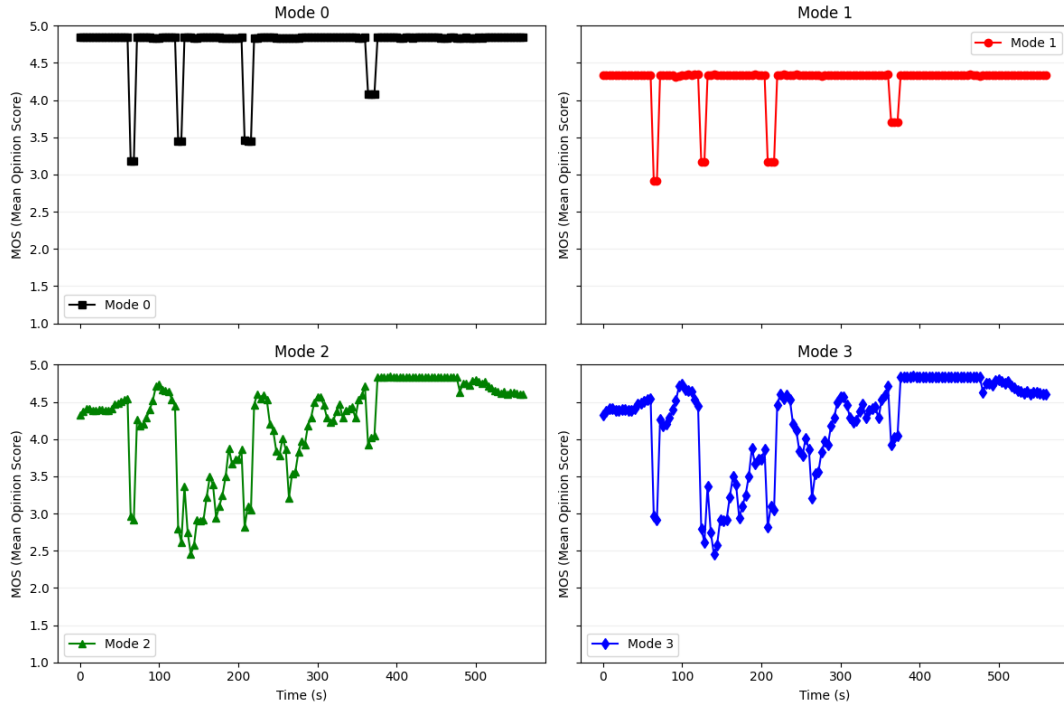 Mode 0
MOS (Mean Opinion Score)
5.0
4.5
4.0
3.5
3.0
2.5
2.0
1.5
1.0
Mode 0
Mode 1
MOS (Mean Opinion Score)
Mode 1
Mode 2
MOS (Mean Opinion Score)
5.0
4.5
4.0
3.5
3.0
2.5
2.0
1.5
1.0
Mode 2
0 100 200 300 400 500
Time (s)
Mode 3
MOS (Mean Opinion Score)
Mode 3
0 100 200 300 400 500
Time (s)